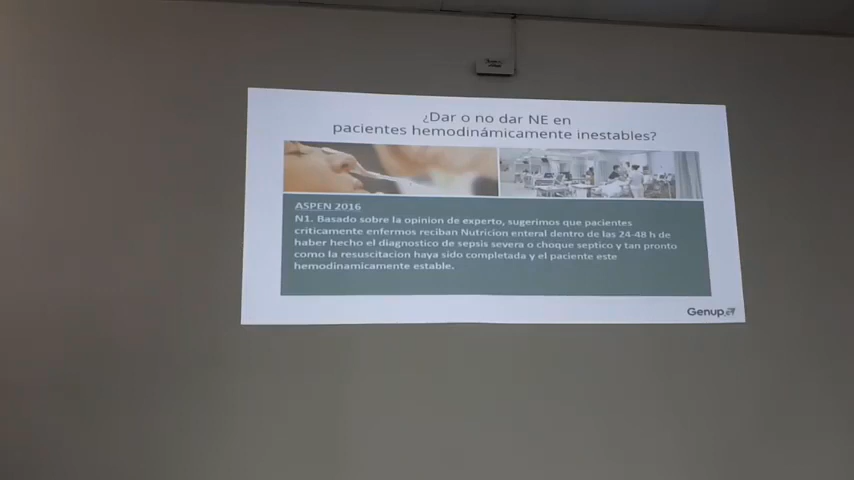 ¿Dar o no dar NE en
pacientes hemodinámicamente inestables?
ASPEN 2016
N1. Basado sobre la opinion de experto, sugerimos que pacientes
criticamente enfermos reciban Nutricion enteral dentro de las 24-48 h de
haber hecho el diagnostico de sepsis severa o choque septico y tan pronto
como la resuscitacion haya sido completada y el paciente este
hemodinamicamente estable.
Genup